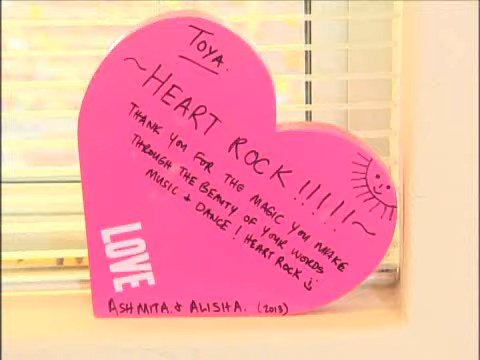 TOYA.
~HEART ROCK!!!!!~
THANK YOU FOR THE MAGIC YOU MAKE
THROUGH THE BEAUTY OF YOUR WORDS
MUSIC + DANCE! HEART ROCK
LOVE
ASHMITA. & ALISHA. (2013)